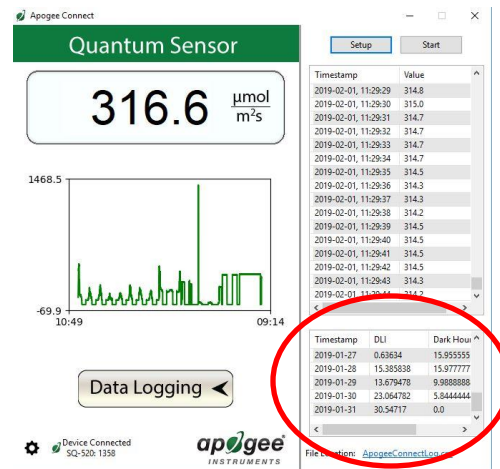 Apogee Connect
Quantum Sensor
316.6 µmol
m²s
1468.5
-69.9
10:49 09:14
Data Logging
Device Connected
SQ-520: 1358
apogee
INSTRUMENTS
Setup Start
Timestamp Value
2019-02-01, 11:29:29 314.8
2019-02-01, 11:29:30 315.0
2019-02-01, 11:29:31 314.7
2019-02-01, 11:29:32 314.7
2019-02-01, 11:29:33 314.7
2019-02-01, 11:29:34 314.7
2019-02-01, 11:29:35 314.5
2019-02-01, 11:29:36 314.3
2019-02-01, 11:29:37 314.3
2019-02-01, 11:29:38 314.2
2019-02-01, 11:29:39 314.5
2019-02-01, 11:29:40 314.5
2019-02-01, 11:29:41 314.5
2019-02-01, 11:29:42 314.5
2019-02-01, 11:29:43 314.3
2019-02-01,
Timestamp DLI Dark Hour
2019-01-27 0.63634 15.955555
2019-01-28 15.385838 15.977777
2019-01-29 13.679478 9.9888888
2019-01-30 23.064782 5.8444444
2019-01-31 30.54717 0.0
File Location: ApogeeConnectLog.csv